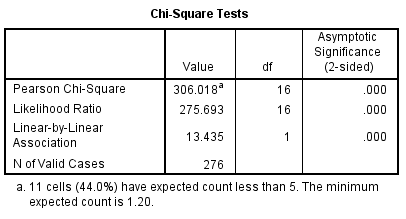 Chi-Square Tests
Value df Asymptotic Significance (2-sided)
Pearson Chi-Square 306.018a 16 .000
Likelihood Ratio 275.693 16 .000
Linear-by-Linear Association 13.435 1 .000
N of Valid Cases 276
a. 11 cells (44.0%) have expected count less than 5. The minimum
expected count is 1.20.